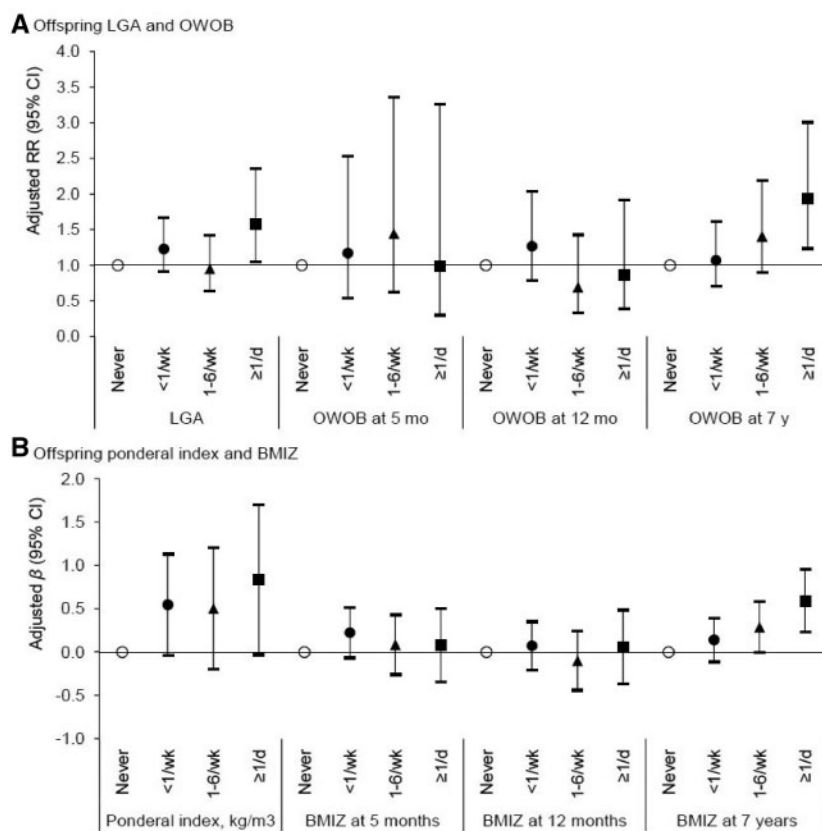 A Offspring LGA and OWOB
Adjusted RR (95% CI)
4.0
3.5
3.0
2.5
2.0
1.5
1.0
0.5
0.0
Never <1/wk 1-6/wk ≥1/d Never <1/wk 1-6/wk ≥1/d Never <1/wk 1-6/wk ≥1/d Never <1/wk 1-6/wk ≥1/d
LGA OWOB at 5 mo OWOB at 12 mo OWOB at 7 y
B Offspring ponderal index and BMIZ
Adjusted β (95% CI)
2.0
1.5
1.0
0.5
0.0
-0.5
-1.0
Never <1/wk 1-6/wk ≥1/d Never <1/wk 1-6/wk ≥1/d Never <1/wk 1-6/wk ≥1/d Never <1/wk 1-6/wk ≥1/d
Ponderal index, kg/m3 BMIZ at 5 months BMIZ at 12 months BMIZ at 7 years